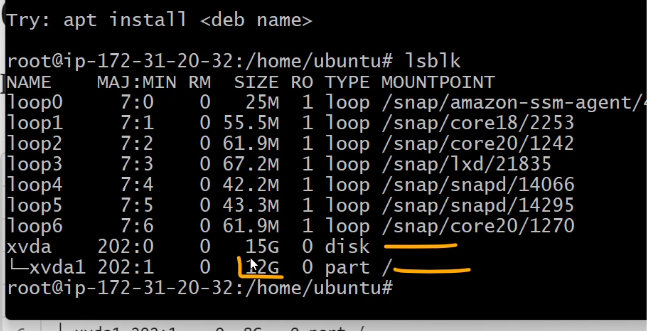 Try: apt install <deb name>
root@ip-172-31-20-32:/home/ubuntu# lsblk
NAME MAJ:MIN RM SIZE RO TYPE MOUNTPOINT
loop0 7:0 0 25M 1 loop /snap/amazon-ssm-agent/4
loop1 7:1 0 55.5M 1 loop /snap/core18/2253
loop2 7:2 0 61.9M 1 loop /snap/core20/1242
loop3 7:3 0 67.2M 1 loop /snap/lxd/21835
loop4 7:4 0 42.2M 1 loop /snap/snapd/14066
loop5 7:5 0 43.3M 1 loop /snap/snapd/14295
loop6 7:6 0 61.9M 1 loop /snap/core20/1270
xvda 202:0 0 15G 0 disk
└─xvda1 202:1 0 12G 0 part /
root@ip-172-31-20-32:/home/ubuntu#